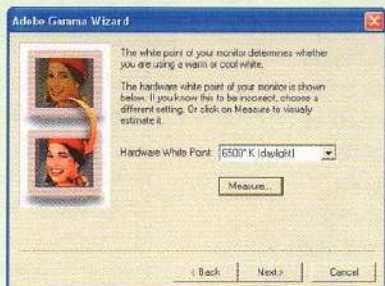 Adobe Gamma Wizard
The white point of your monitor determines whether
you are using a warm or cool white.
The hardware white point of your monitor is shown
below. If you know this to be incorrect, choose a
different setting. Or click on Measure to visually
estimate it.
Hardware White Point: 6500° K (daylight)
Measure...
< Back Next > Cancel